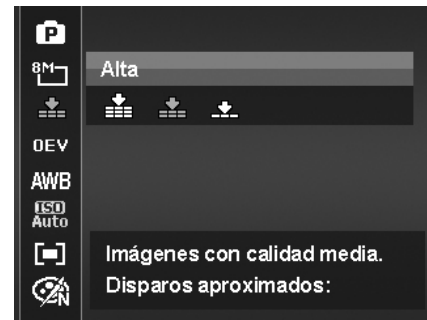 P
8M
Alta
0EV
AWB
ISO
Auto
Imágenes con calidad media.
N
Disparos aproximados: